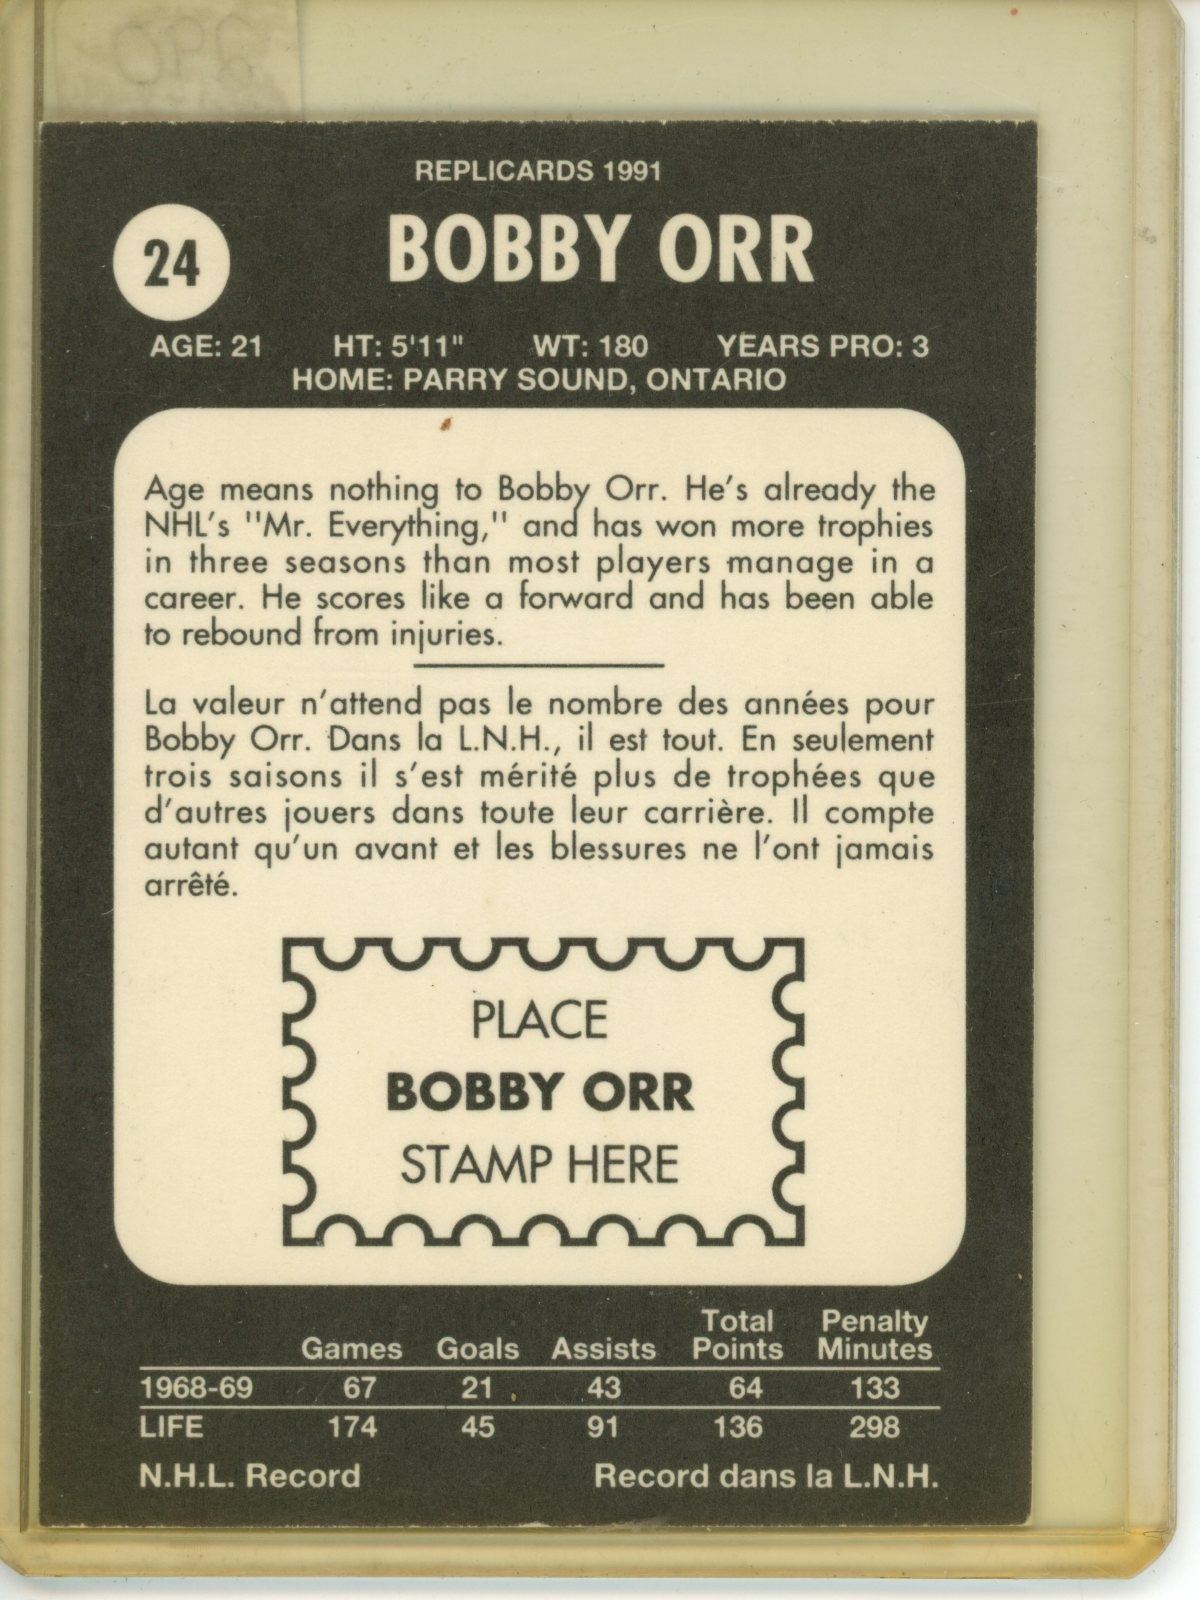 290
REPLICARDS 1991
24
BOBBY ORR
AGE: 21 HT: 5'11" WT: 180 YEARS PRO: 3
HOME: PARRY SOUND, ONTARIO
Age means nothing to Bobby Orr. He's already the
NHL's "Mr. Everything," and has won more trophies
in three seasons than most players manage in a
career. He scores like a forward and has been able
to rebound from injuries.
La valeur n'attend pas le nombre des années pour
Bobby Orr. Dans la L.N.H., il est tout. En seulement
trois saisons il s'est mérité plus de trophées que
d'autres jouers dans toute leur carrière. Il compte
autant qu'un avant et les blessures ne l'ont jamais
arrêté.
PLACE
BOBBY ORR
STAMP HERE
Games Goals Assists Total Points Penalty Minutes
1968-69 67 21 43 64 133
LIFE 174 45 91 136 298
N.H.L. Record Record dans la L.N.H.